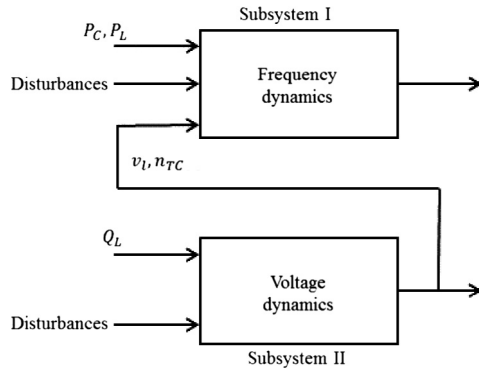 Subsystem I
P_C, P_L
Disturbances
Frequency
dynamics
v_l, n_TC
Q_L
Voltage
dynamics
Disturbances
Subsystem II